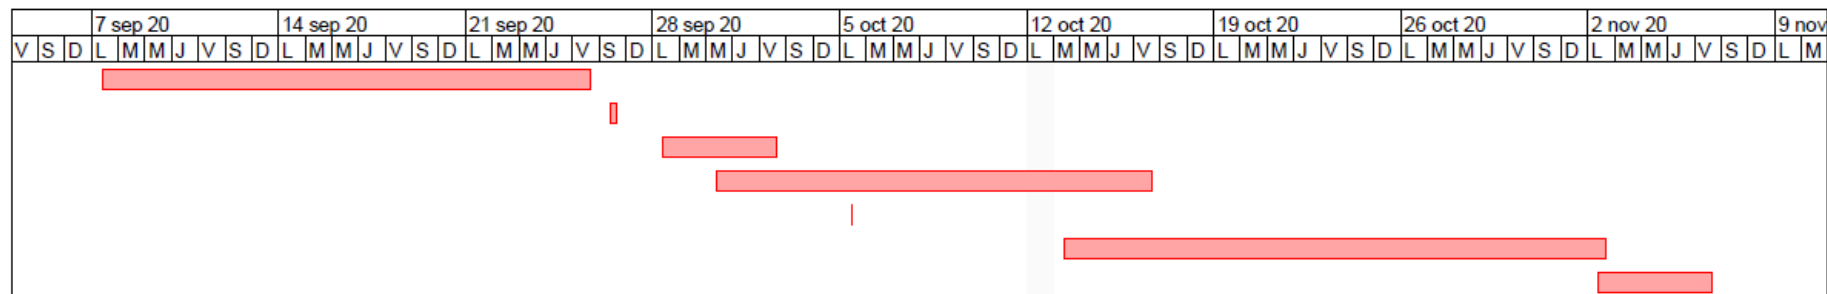 7 sep 20 14 sep 20 21 sep 20 28 sep 20 5 oct 20 12 oct 20 19 oct 20 26 oct 20 2 nov 20 9 nov
V S D L M M J V S D L M M J V S D L M M J V S D L M M J V S D L M M J V S D L M M J V S D L M M J V S D L M M J V S D L M M J V S D L M